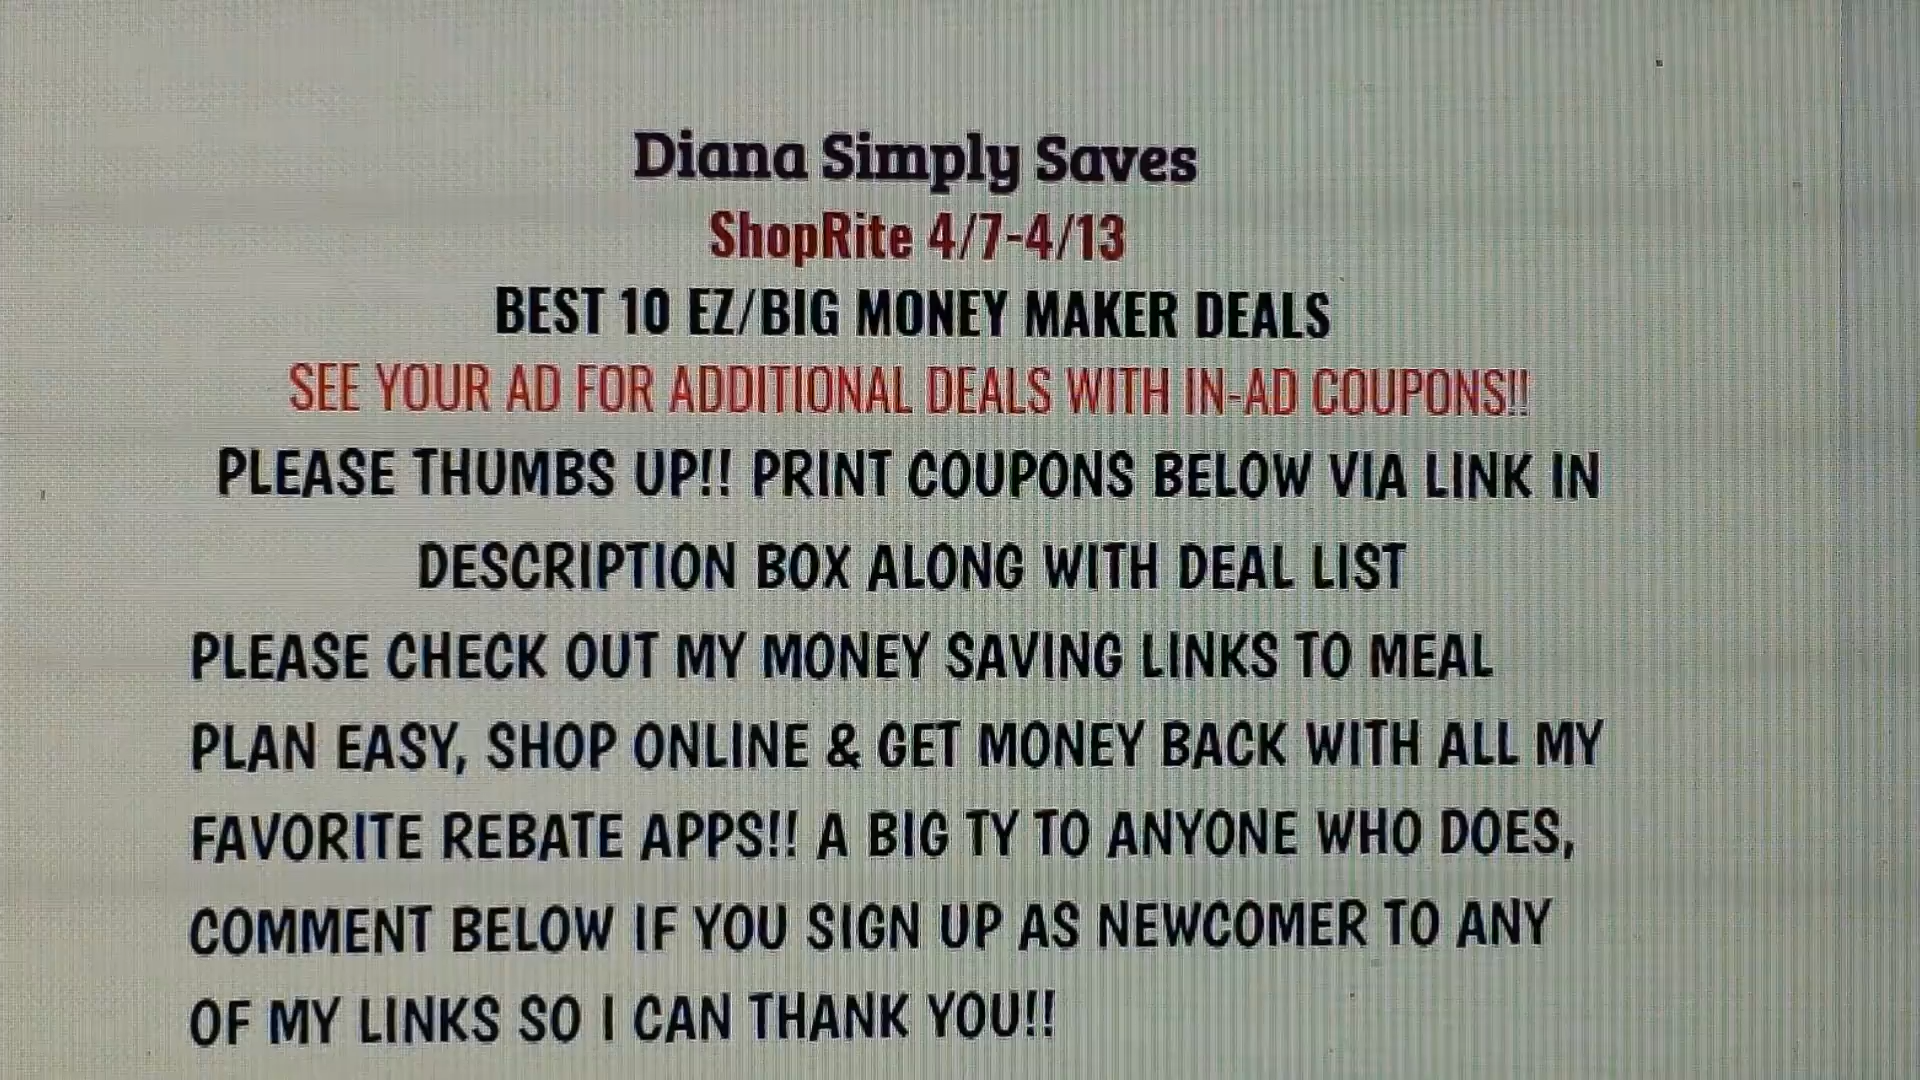 Diana Simply Saves
ShopRite 4/7-4/13
BEST 10 EZ/BIG MONEY MAKER DEALS
SEE YOUR AD FOR ADDITIONAL DEALS WITH IN-AD COUPONS!!
PLEASE THUMBS UP!! PRINT COUPONS BELOW VIA LINK IN
DESCRIPTION BOX ALONG WITH DEAL LIST
PLEASE CHECK OUT MY MONEY SAVING LINKS TO MEAL
PLAN EASY, SHOP ONLINE & GET MONEY BACK WITH ALL MY
FAVORITE REBATE APPS!! A BIG TY TO ANYONE WHO DOES,
COMMENT BELOW IF YOU SIGN UP AS NEWCOMER TO ANY
OF MY LINKS SO I CAN THANK YOU!!